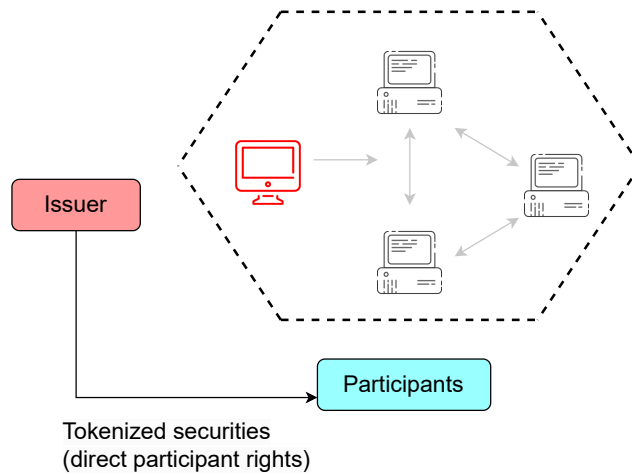 Issuer
Participants
Tokenized securities
(direct participant rights)